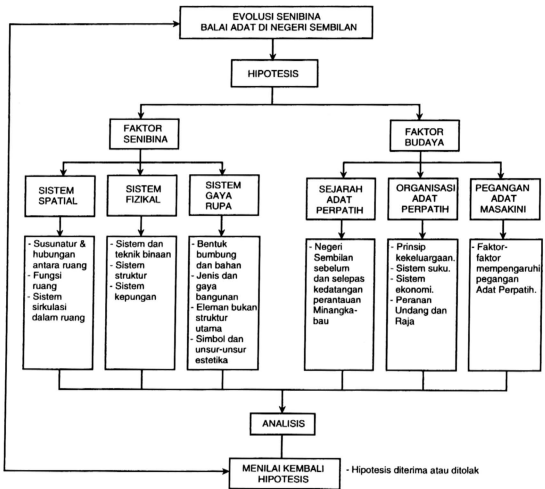 EVOLUSI SENIBINA
BALAI ADAT DI NEGERI SEMBILAN
HIPOTESIS
FAKTOR
SENIBINA
FAKTOR
BUDAYA
SISTEM
SPATIAL
SISTEM
FIZIKAL
SISTEM
GAYA
RUPA
SEJARAH
ADAT
PERPATIH
ORGANISASI
ADAT
PERPATIH
PEGANGAN
ADAT
MASAKINI
- Susunatur &
hubungan
antara ruang
- Fungsi
ruang
- Sistem
sirkulasi
dalam ruang
- Sistem dan
teknik binaan
- Sistem
struktur
- Sistem
kepungan
- Bentuk
bumbung
dan bahan
- Jenis dan
gaya
bangunan
- Eleman bukan
struktur
utama
- Simbol dan
unsur-unsur
estetika
- Negeri
Sembilan
sebelum
dan selepas
kedatangan
perantauan
Minangka-
bau
- Prinsip
kekeluargaan.
- Sistem suku.
- Sistem
ekonomi.
- Peranan
Undang dan
Raja
- Faktor-
faktor
mempengaruhi
pegangan
Adat Perpatih.
ANALISIS
MENILAI KEMBALI
HIPOTESIS
- Hipotesis diterima atau ditolak